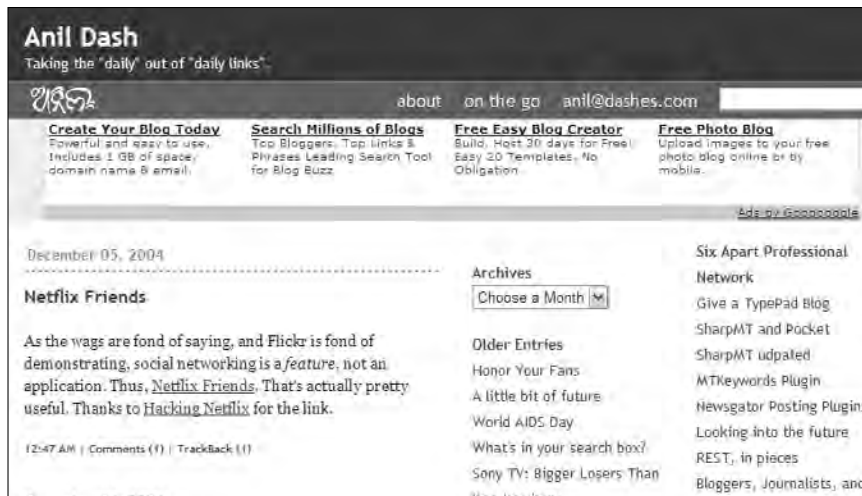 Anil Dash
Taking the "daily" out of "daily links".
about on the go anil@dashes.com
Create Your Blog Today
Powerful and easy to use.
Includes 1 GB of space,
domain name & email.
Search Millions of Blogs
Top Bloggers, Top Links &
Phrases Leading Search Tool
for Blog Buzz
Free Easy Blog Creator
Build, Host 30 days for Free!
Easy 20 Templates, No
Obligation
Free Photo Blog
Upload images to your free
photo blog online or by
mobile.
Ads by Goooooogle
December 05, 2004
Netflix Friends
As the wags are fond of saying, and Flickr is fond of
demonstrating, social networking is a feature, not an
application. Thus, Netflix Friends. That's actually pretty
useful. Thanks to Hacking Netflix for the link.
12:47 AM | Comments (1) | TrackBack (1)
Archives
Choose a Month
Older Entries
Honor Your Fans
A little bit of future
World AIDS Day
What's in your search box?
Sony TV: Bigger Losers Than
Six Apart Professional
Network
Give a TypePad Blog
SharpMT and Pocket
SharpMT udpated
MTKeywords Plugin
Newsgator Posting Plugin
Looking into the future
REST, in pieces
Bloggers, Journalists, and